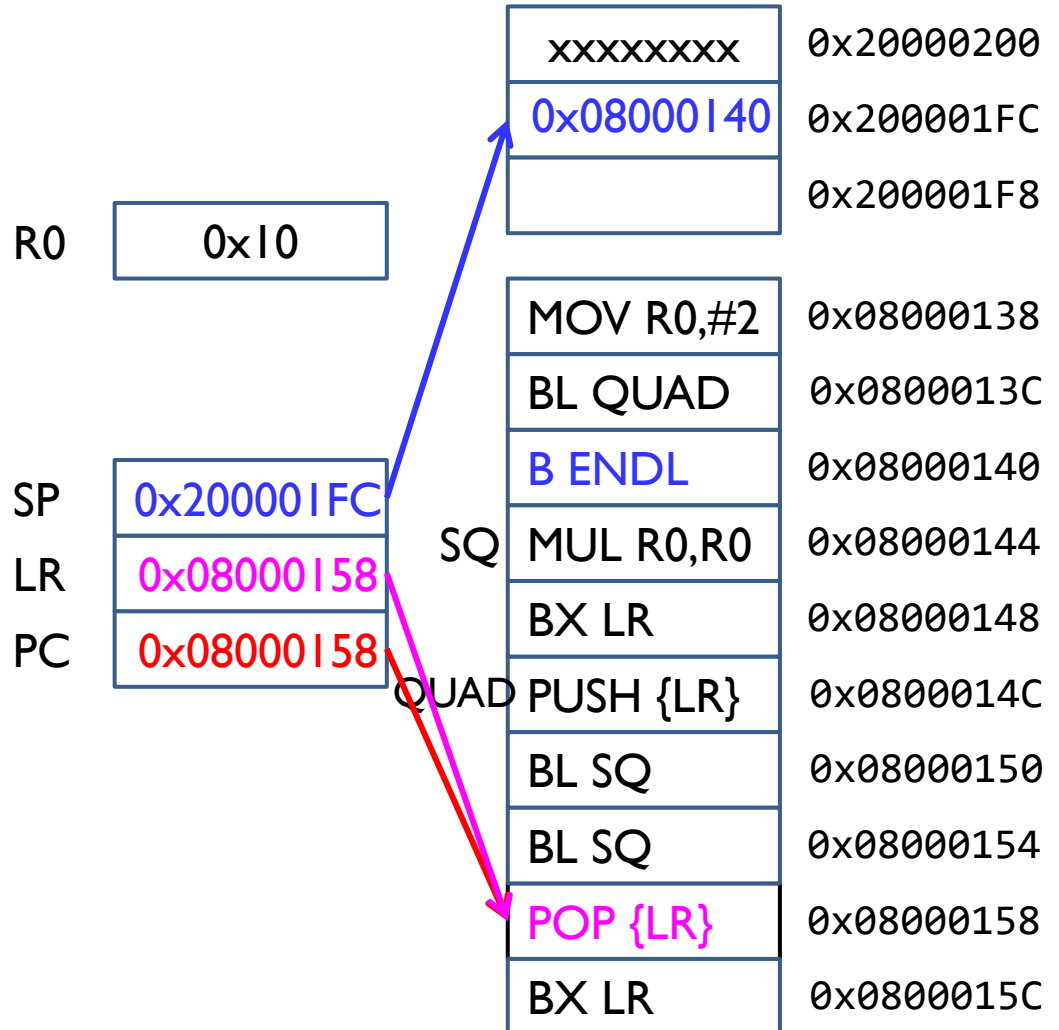 xxxxxxxx 0x20000200
0x08000140 0x200001FC
0x200001F8
R0 0x10
MOV R0,#2 0x08000138
BL QUAD 0x0800013C
SP 0x200001FC B ENDL 0x08000140
LR 0x08000158 SQ MUL R0,R0 0x08000144
PC 0x08000158 BX LR 0x08000148
QUAD PUSH {LR} 0x0800014C
BL SQ 0x08000150
BL SQ 0x08000154
POP {LR} 0x08000158
BX LR 0x0800015C